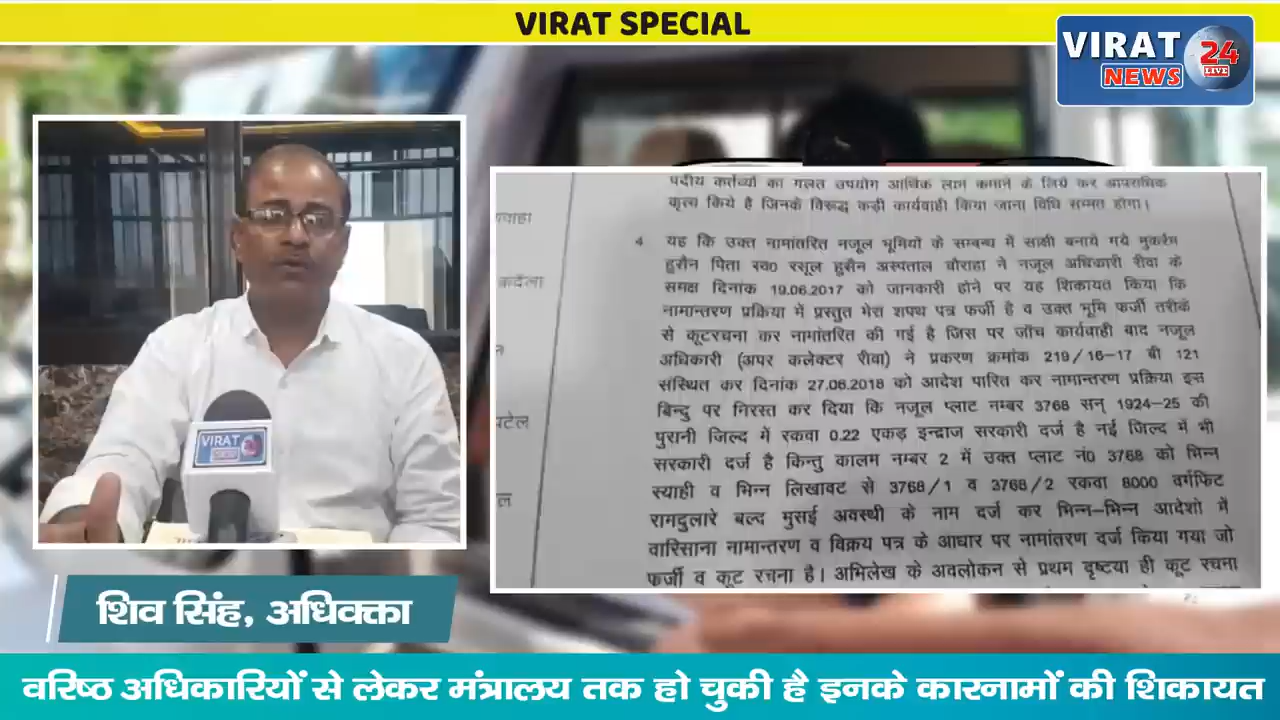 VIRAT SPECIAL
VIRAT
24
LIVE
NEWS
VIRAT 24
NEWS
पदीय कर्तव्यों का गलत उपयोग आर्थिक लाभ कमाने के लिये कर आपराधिक
कृत्य किये है जिनके विरूद्ध कड़ी कार्यवाही किया जाना विधि सम्मत होगा।
4 यह कि उक्त नामांतरित नजूल भूमियों के सम्बन्ध में साक्षी बनाये गये मुकर्रम
हुसैन पिता स्व0 रसूल हुसैन अस्पताल चौराहा ने नजूल अधिकारी रीवा के
समक्ष दिनांक 19.06.2017 को जानकारी होने पर यह शिकायत किया कि
नामान्तरण प्रक्रिया में प्रस्तुत मेरा शपथ पत्र फर्जी है व उक्त भूमि फर्जी तरीके
से कूटरचना कर नामांतरित की गई है जिस पर जाँच कार्यवाही बाद नजूल
अधिकारी (अपर कलेक्टर रीवा) ने प्रकरण क्रमांक 219/16-17 बी 121
संस्थित कर दिनांक 27.06.2018 को आदेश पारित कर नामान्तरण प्रक्रिया इस
बिन्दु पर निरस्त कर दिया कि नजूल प्लाट नम्बर 3768 सन् 1924-25 की
पुरानी जिल्द में रकवा 0.22 एकड़ इन्द्राज सरकारी दर्ज है नई जिल्द में भी
सरकारी दर्ज है किन्तु कालम नम्बर 2 में उक्त प्लाट नं0 3768 को भिन्न
स्याही व भिन्न लिखावट से 3768/1 व 3768/2 रकवा 8000 वर्गफिट
रामदुलारे बल्द मुसई अवस्थी के नाम दर्ज कर भिन्न-भिन्न आदेशो में
वारिसाना नामान्तरण व विक्रय पत्र के आधार पर नामांतरण दर्ज किया गया जो
फर्जी व कूट रचना है। अभिलेख के अवलोकन से प्रथम दृष्टया ही कूट रचना
शिव सिंह, अधिक्ता
वरिष्ठ अधिकारियों से लेकर मंत्रालय तक हो चुकी है इनके कारनामों की शिकायत